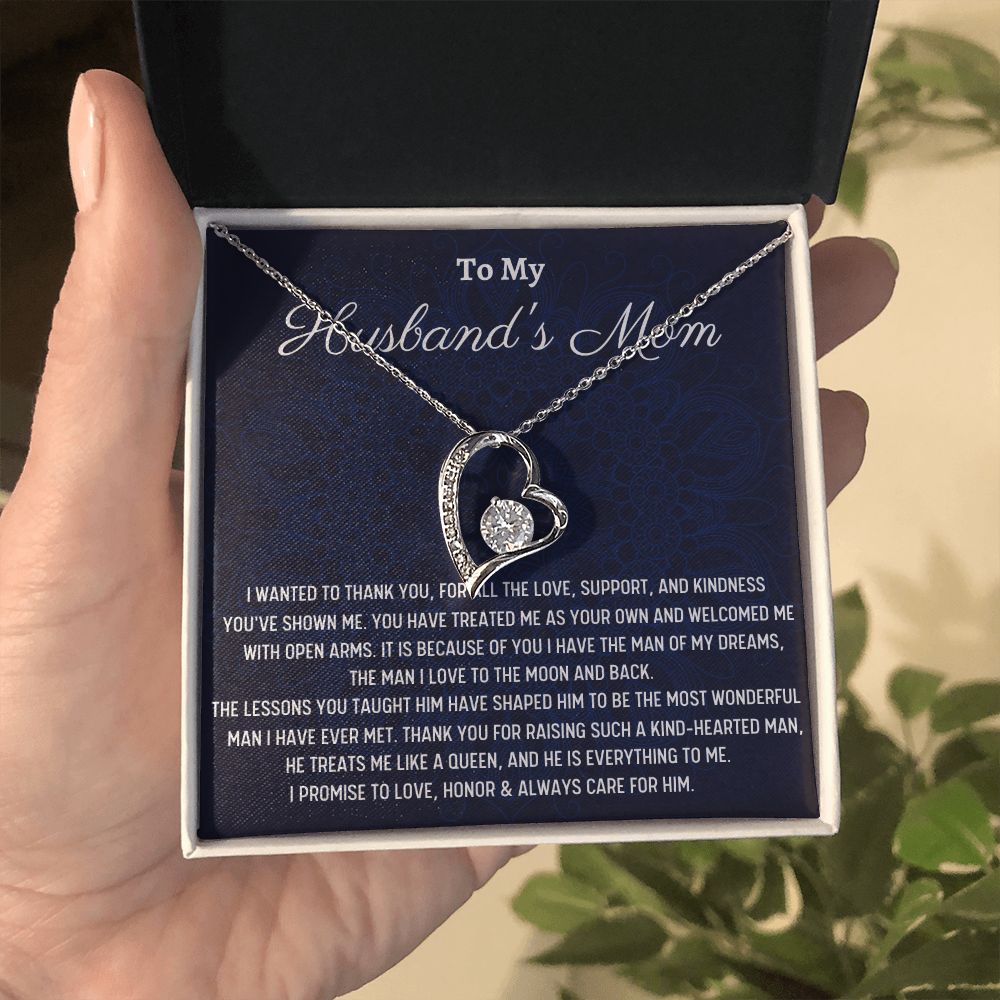 To My
Husband's Mom
I WANTED TO THANK YOU, FOR ALL THE LOVE, SUPPORT, AND KINDNESS
YOU'VE SHOWN ME. YOU HAVE TREATED ME AS YOUR OWN AND WELCOMED ME
WITH OPEN ARMS. IT IS BECAUSE OF YOU I HAVE THE MAN OF MY DREAMS,
THE MAN I LOVE TO THE MOON AND BACK.
THE LESSONS YOU TAUGHT HIM HAVE SHAPED HIM TO BE THE MOST WONDERFUL
MAN I HAVE EVER MET. THANK YOU FOR RAISING SUCH A KIND-HEARTED MAN,
HE TREATS ME LIKE A QUEEN, AND HE IS EVERYTHING TO ME.
I PROMISE TO LOVE, HONOR & ALWAYS CARE FOR HIM.